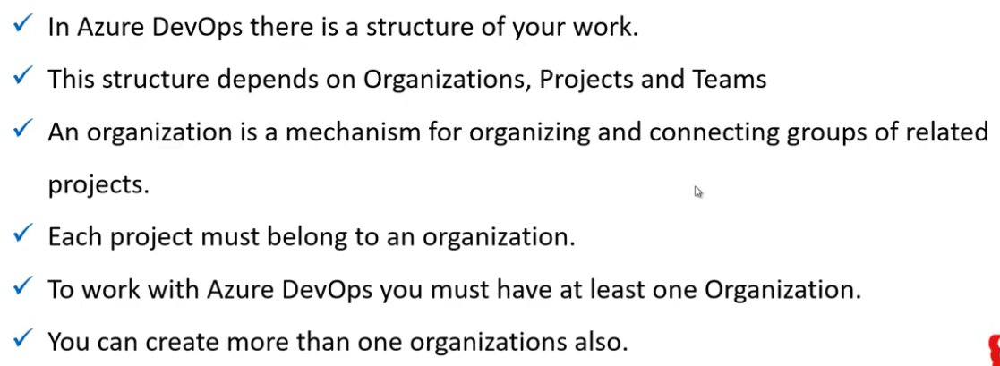 ✓ In Azure DevOps there is a structure of your work.
✓ This structure depends on Organizations, Projects and Teams
✓ An organization is a mechanism for organizing and connecting groups of related
projects.
✓ Each project must belong to an organization.
✓ To work with Azure DevOps you must have at least one Organization.
✓ You can create more than one organizations also.